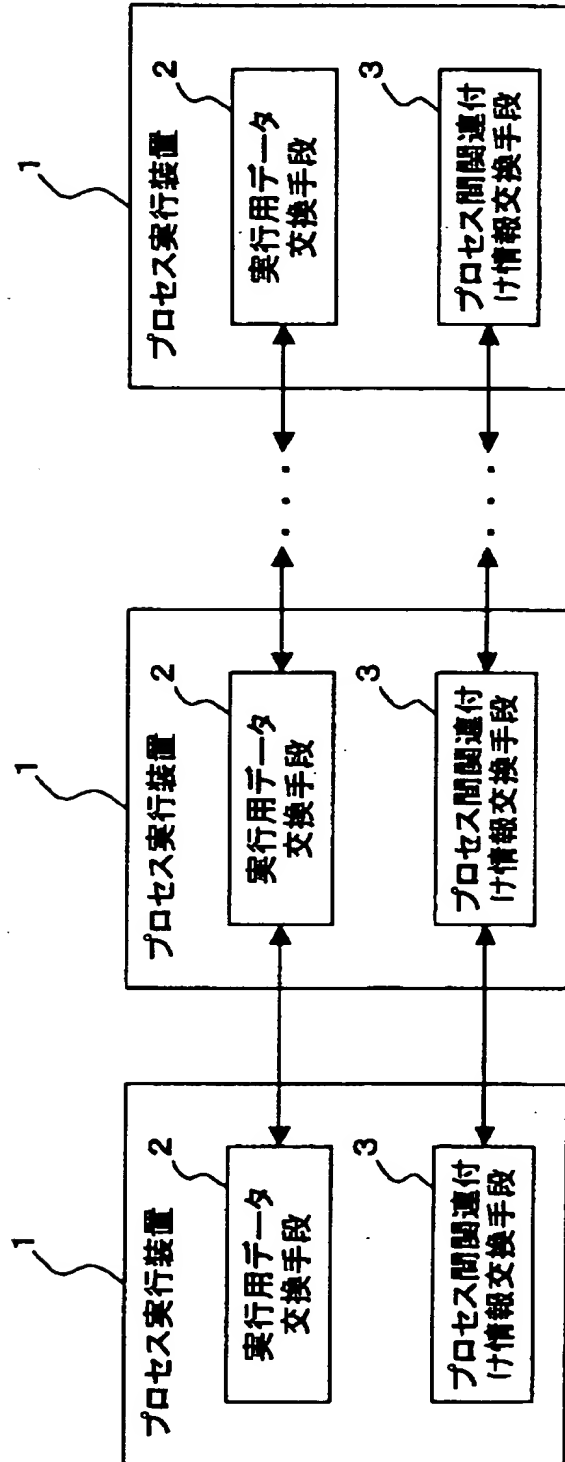 1
プロセス実行装置
2
実行用データ
交換手段
3
プロセス間関連付
け情報交換手段
1
プロセス実行装置
2
実行用データ
交換手段
3
プロセス間関連付
け情報交換手段
1
プロセス実行装置
2
実行用データ
交換手段
3
プロセス間関連付
け情報交換手段